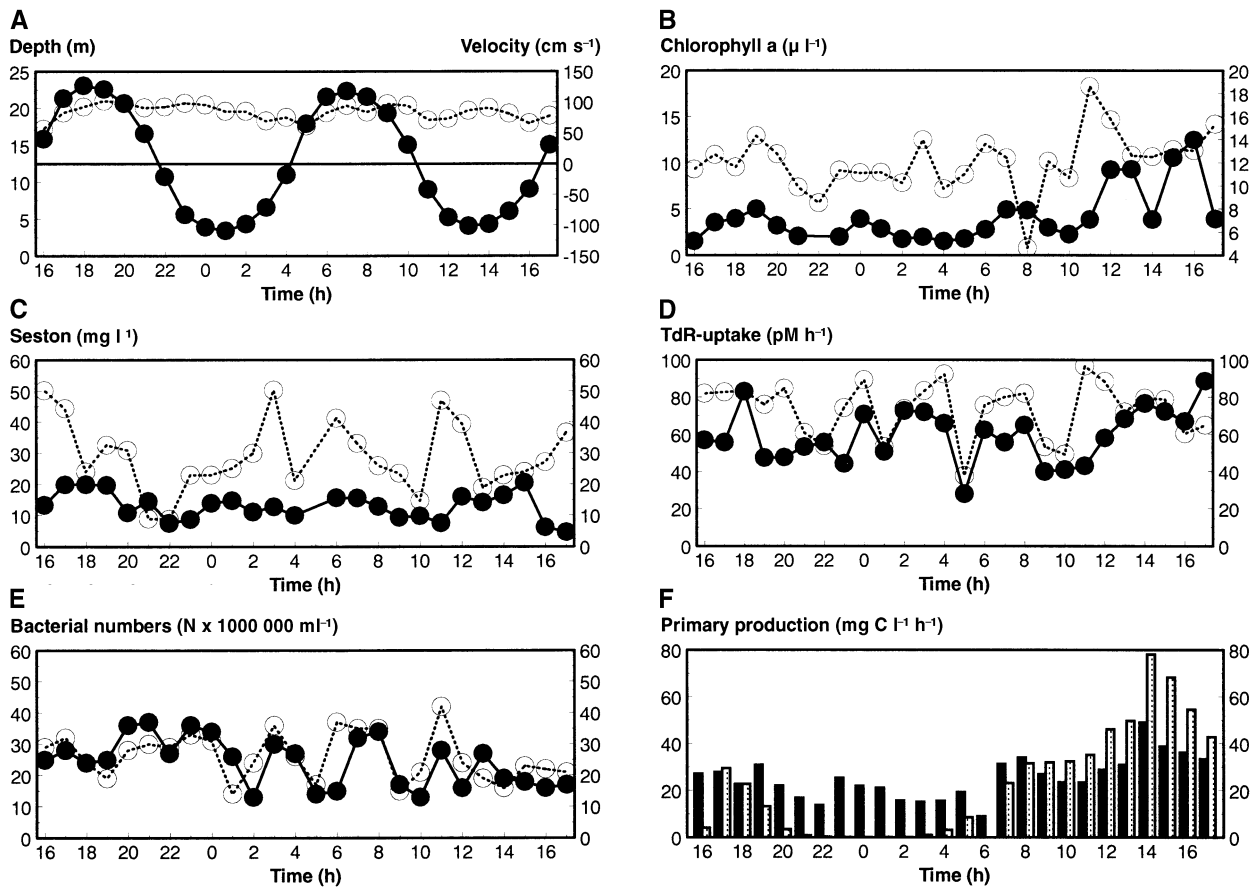 A
Depth (m) Velocity (cm s⁻¹)
25 150
20 100
15 50
0
10 -50
5 -100
0 -150
16 18 20 22 0 2 4 6 8 10 12 14 16
Time (h)
B
Chlorophyll a (µ l⁻¹)
20 20
18
15 16
14
10 12
10
5 8
6
0 4
16 18 20 22 0 2 4 6 8 10 12 14 16
Time (h)
C
Seston (mg l ¹)
60 60
50 50
40 40
30 30
20 20
10 10
0 0
16 18 20 22 0 2 4 6 8 10 12 14 16
Time (h)
D
TdR-uptake (pM h⁻¹)
100 100
80 80
60 60
40 40
20 20
0 0
16 18 20 22 0 2 4 6 8 10 12 14 16
Time (h)
E
Bacterial numbers (N x 1000 000 ml⁻¹)
60 60
50 50
40 40
30 30
20 20
10 10
0 0
16 18 20 22 0 2 4 6 8 10 12 14 16
Time (h)
F
Primary production (mg C l⁻¹ h⁻¹)
80 80
60 60
40 40
20 20
0 0
16 18 20 22 0 2 4 6 8 10 12 14 16
Time (h)